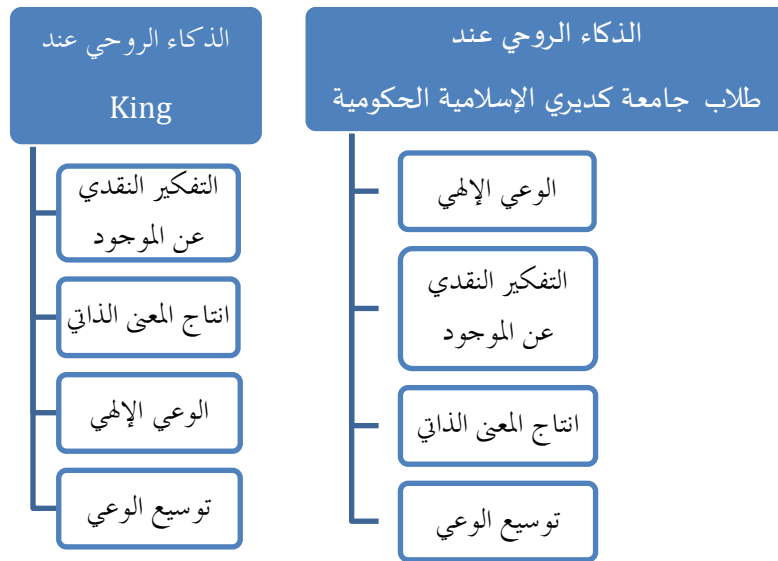 الذكاء الروحي عند
طلاب جامعة كديري الإسلامية الحكومية
الوعي الإلهي
التفكير النقدي
عن الموجود
انتاج المعنى الذاتي
توسيع الوعي
الذكاء الروحي عند
King
التفكير النقدي
عن الموجود
انتاج المعنى الذاتي
الوعي الإلهي
توسيع الوعي